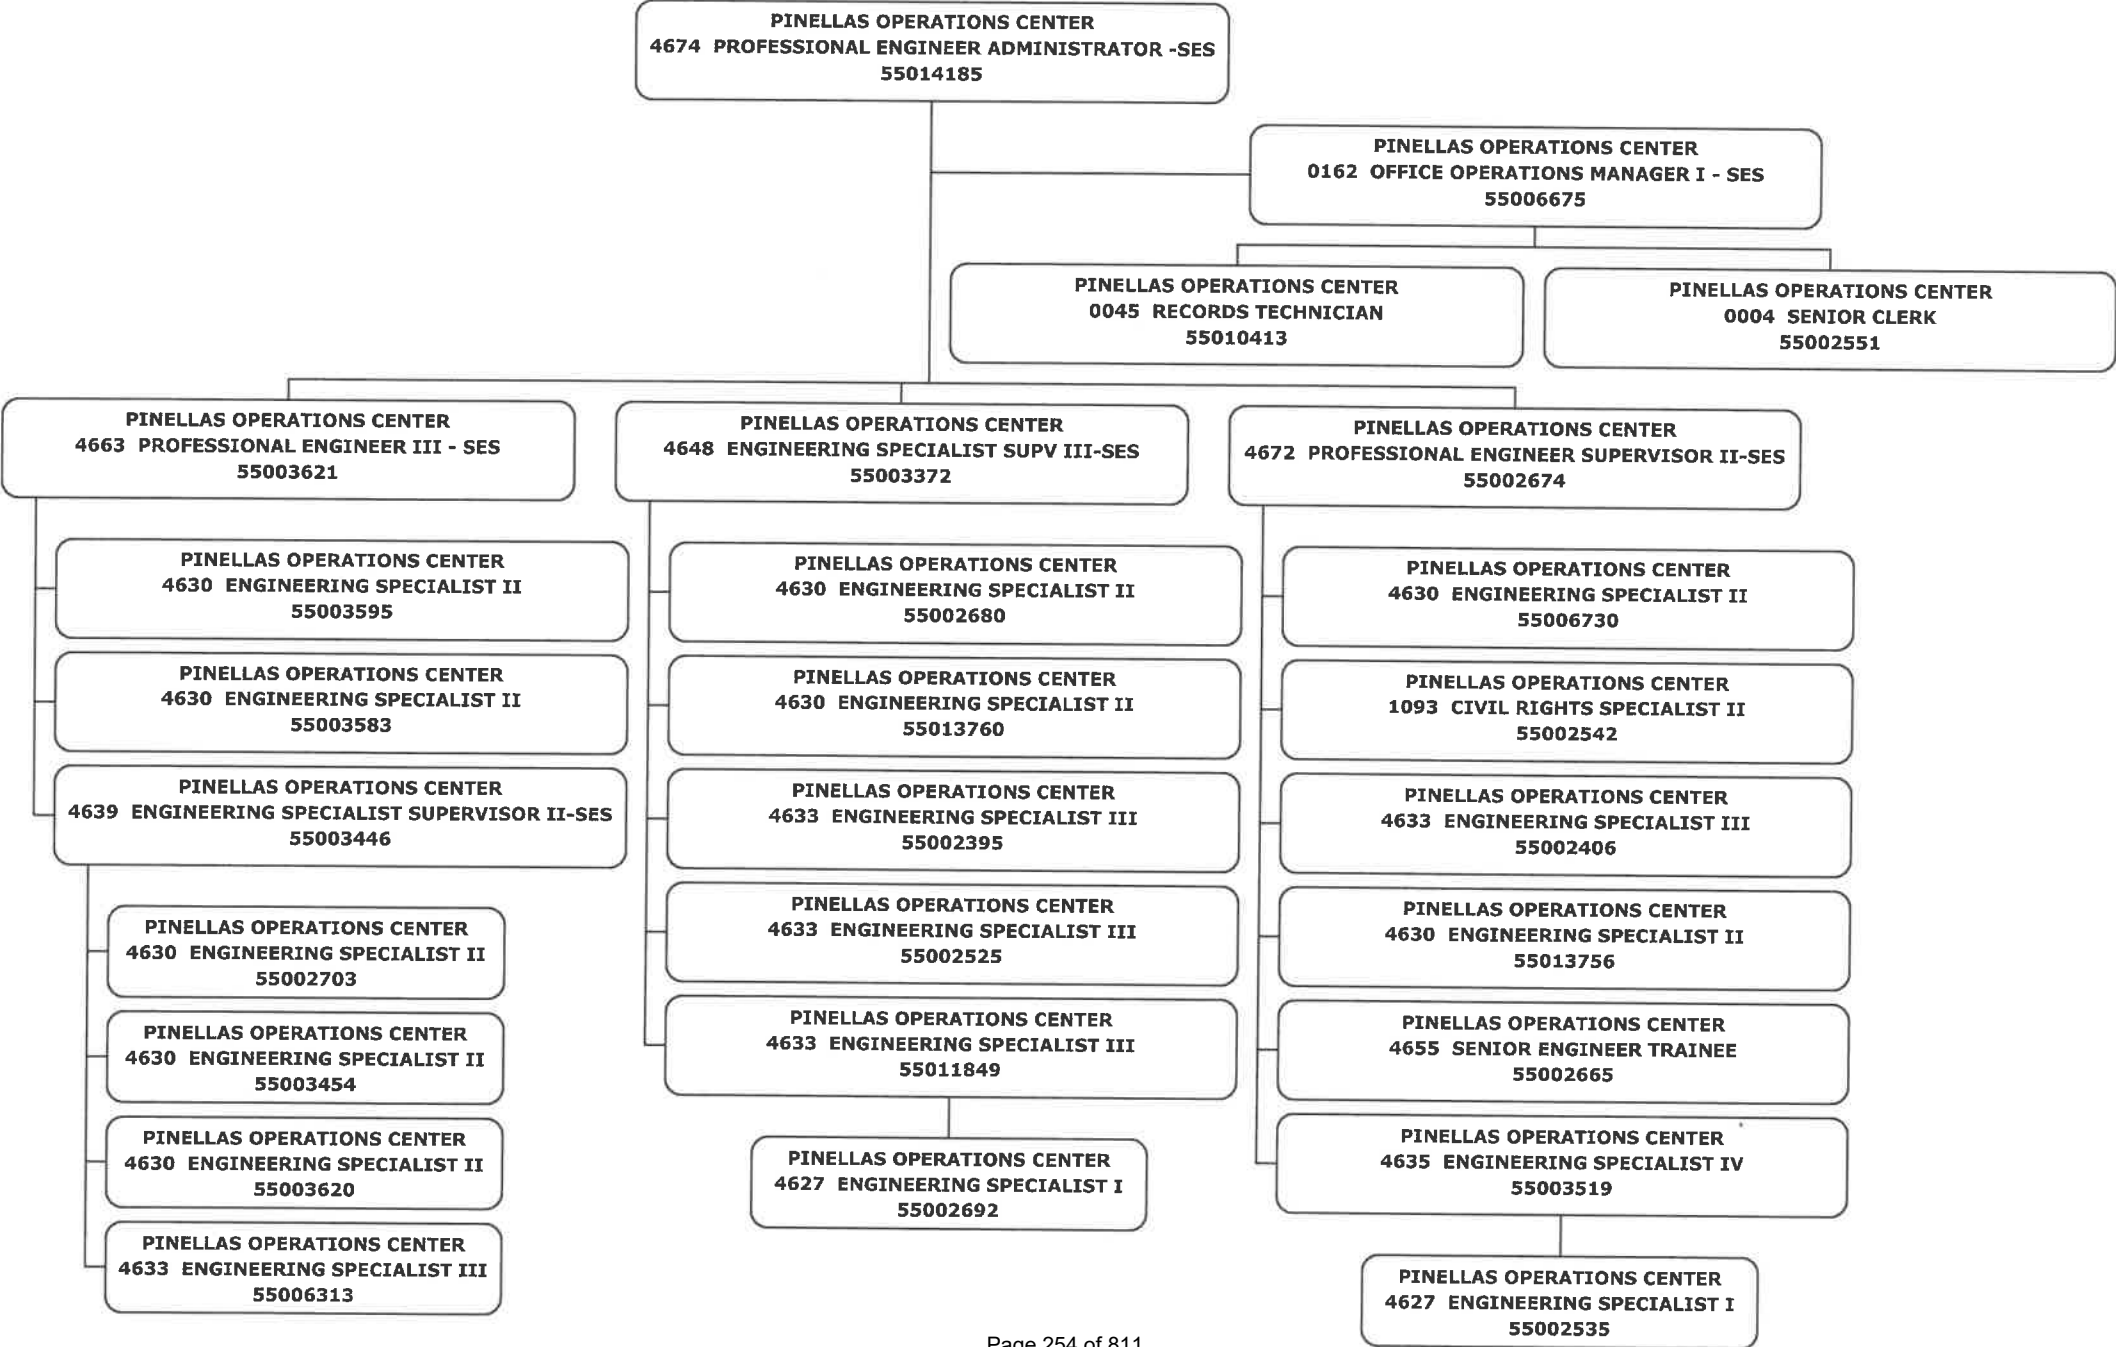 PINELLAS OPERATIONS CENTER
4674 PROFESSIONAL ENGINEER ADMINISTRATOR -SES
55014185
PINELLAS OPERATIONS CENTER
0162 OFFICE OPERATIONS MANAGER I - SES
55006675
PINELLAS OPERATIONS CENTER
0045 RECORDS TECHNICIAN
55010413
PINELLAS OPERATIONS CENTER
0004 SENIOR CLERK
55002551
PINELLAS OPERATIONS CENTER
4663 PROFESSIONAL ENGINEER III - SES
55003621
PINELLAS OPERATIONS CENTER
4630 ENGINEERING SPECIALIST II
55003595
PINELLAS OPERATIONS CENTER
4630 ENGINEERING SPECIALIST II
55003583
PINELLAS OPERATIONS CENTER
4639 ENGINEERING SPECIALIST SUPERVISOR II-SES
55003446
PINELLAS OPERATIONS CENTER
4630 ENGINEERING SPECIALIST II
55002703
PINELLAS OPERATIONS CENTER
4630 ENGINEERING SPECIALIST II
55003454
PINELLAS OPERATIONS CENTER
4630 ENGINEERING SPECIALIST II
55003620
PINELLAS OPERATIONS CENTER
4633 ENGINEERING SPECIALIST III
55006313
PINELLAS OPERATIONS CENTER
4648 ENGINEERING SPECIALIST SUPV III-SES
55003372
PINELLAS OPERATIONS CENTER
4630 ENGINEERING SPECIALIST II
55002680
PINELLAS OPERATIONS CENTER
4630 ENGINEERING SPECIALIST II
55013760
PINELLAS OPERATIONS CENTER
4633 ENGINEERING SPECIALIST III
55002395
PINELLAS OPERATIONS CENTER
4633 ENGINEERING SPECIALIST III
55002525
PINELLAS OPERATIONS CENTER
4633 ENGINEERING SPECIALIST III
55011849
PINELLAS OPERATIONS CENTER
4627 ENGINEERING SPECIALIST I
55002692
PINELLAS OPERATIONS CENTER
4672 PROFESSIONAL ENGINEER SUPERVISOR II-SES
55002674
PINELLAS OPERATIONS CENTER
4630 ENGINEERING SPECIALIST II
55006730
PINELLAS OPERATIONS CENTER
1093 CIVIL RIGHTS SPECIALIST II
55002542
PINELLAS OPERATIONS CENTER
4633 ENGINEERING SPECIALIST III
55002406
PINELLAS OPERATIONS CENTER
4630 ENGINEERING SPECIALIST II
55013756
PINELLAS OPERATIONS CENTER
4655 SENIOR ENGINEER TRAINEE
55002665
PINELLAS OPERATIONS CENTER
4635 ENGINEERING SPECIALIST IV
55003519
PINELLAS OPERATIONS CENTER
4627 ENGINEERING SPECIALIST I
55002535
Page 254 of 811